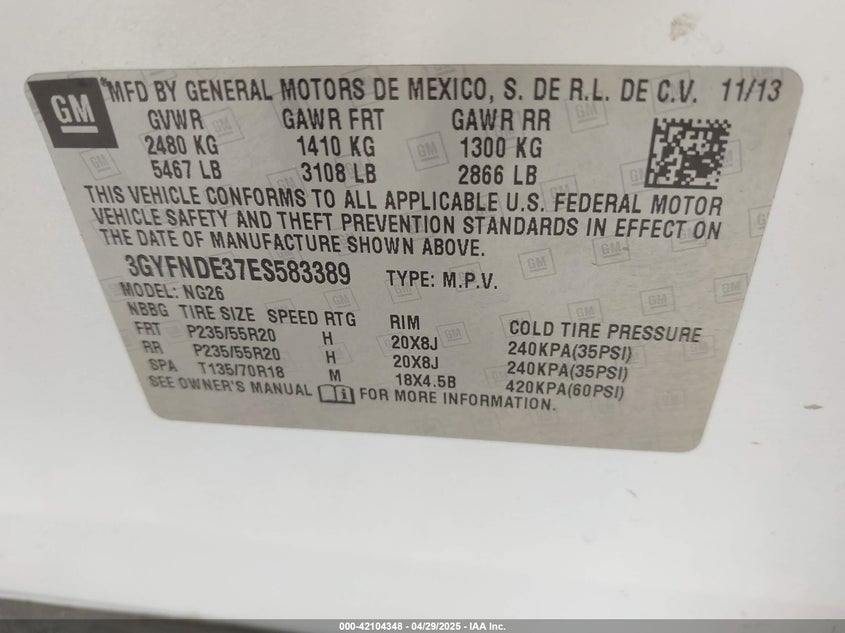 GM
*MFD BY GENERAL MOTORS DE MEXICO, S. DE R.L. DE C.V. 11/13
GVWR GAWR FRT GAWR RR
2480 KG 1410 KG 1300 KG
5467 LB 3108 LB 2866 LB
THIS VEHICLE CONFORMS TO ALL APPLICABLE U.S. FEDERAL MOTOR
VEHICLE SAFETY AND THEFT PREVENTION STANDARDS IN EFFECT ON
THE DATE OF MANUFACTURE SHOWN ABOVE.
3GYFNDE37ES583389 TYPE: M.P.V.
MODEL: NG26
NBBG TIRE SIZE SPEED RTG RIM COLD TIRE PRESSURE
FRT P235/55R20 H 20X8J 240KPA(35PSI)
RR P235/55R20 H 20X8J 240KPA(35PSI)
SPA T135/70R18 M 18X4.5B 420KPA(60PSI)
SEE OWNER'S MANUAL FOR MORE INFORMATION.
000-42104348 - 04/29/2025 - IAA Inc.